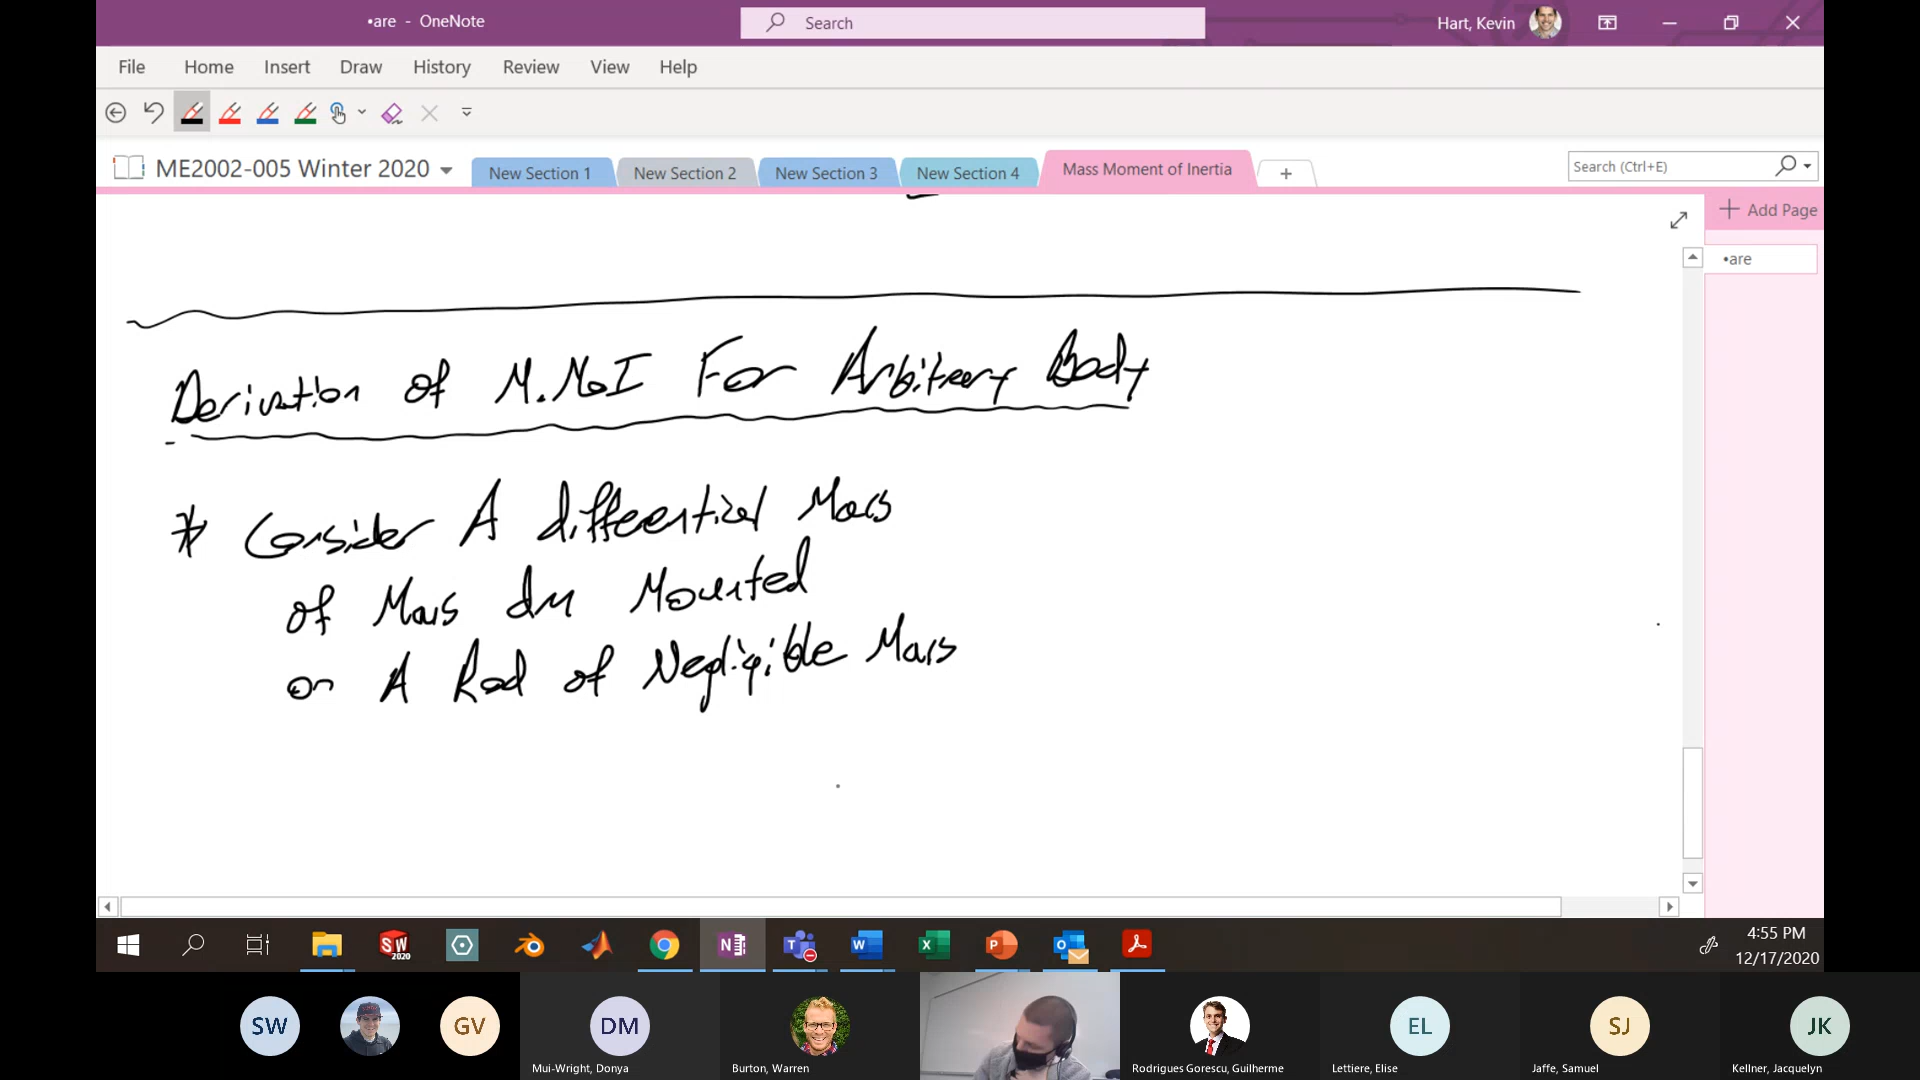 •are - OneNote
Search
Hart, Kevin
File Home Insert Draw History Review View Help
ME2002-005 Winter 2020
New Section 1
New Section 2
New Section 3
New Section 4
Mass Moment of Inertia
+
Search (Ctrl+E)
Add Page
•are
Derivation of M.MoI For Arbitrary Body
* Consider A differential Mass
of Mass dm Mounted
on A Rod of Negligible Mass
SW
2020
N
T
W
X
P
O
4:55 PM
12/17/2020
SW
GV
DM
EL
SJ
JK
Mui-Wright, Donya
Burton, Warren
Rodrigues Gorescu, Guilherme
Lettiere, Elise
Jaffe, Samuel
Kellner, Jacquelyn